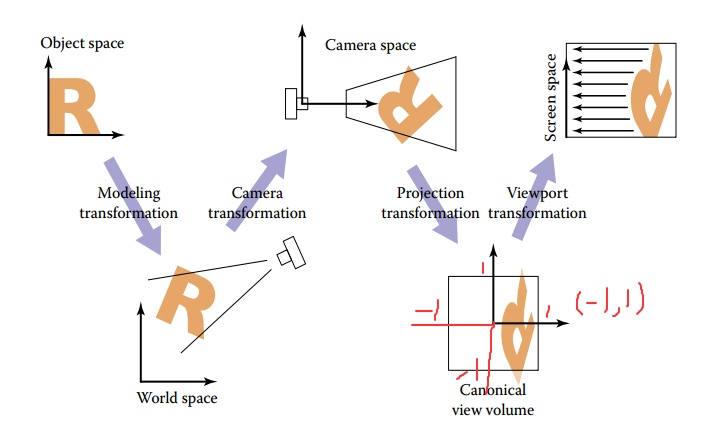 Object space
R
Camera space
R
Screen space
R
Modeling
transformation
Camera
transformation
Projection
transformation
Viewport
transformation
R
World space
1
-1
1
(-1,1)
-1
R
Canonical
view volume